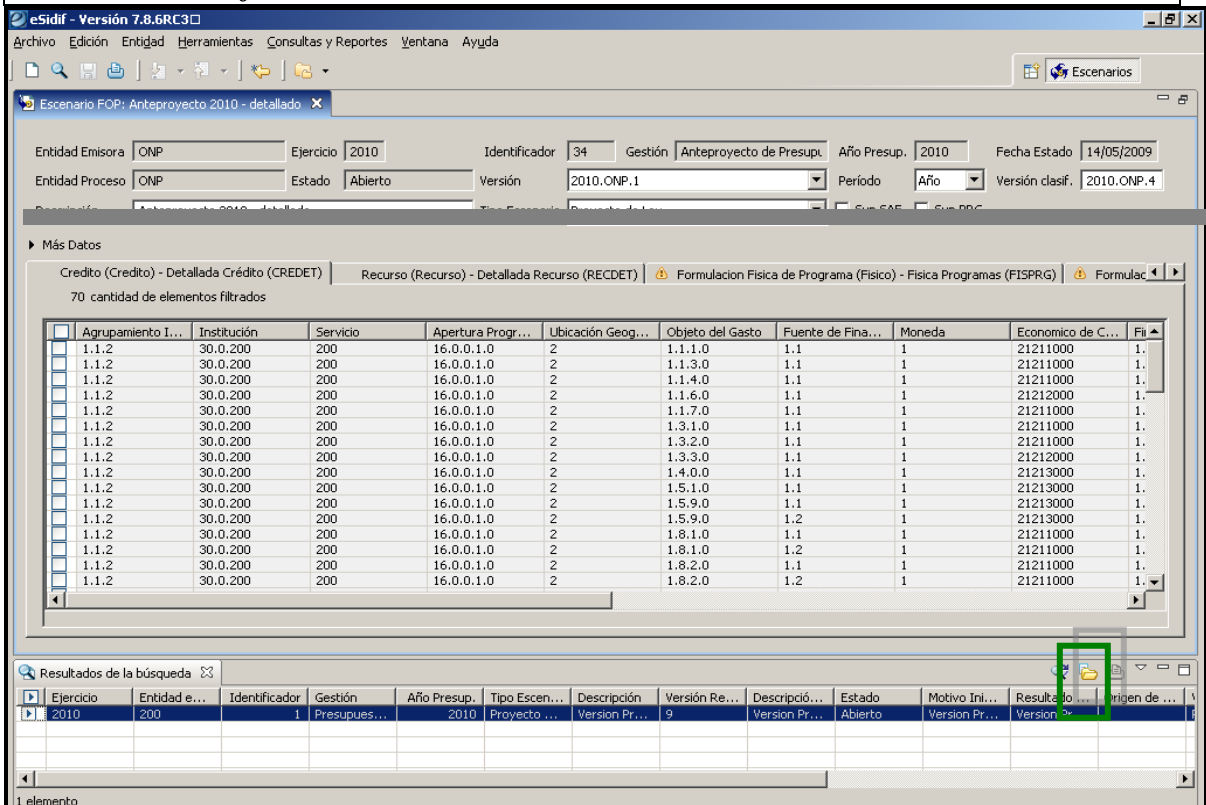 eSidif - Versión 7.8.6RC3
Archivo Edición Entidad Herramientas Consultas y Reportes Ventana Ayuda
Escenarios
Escenario FOP: Anteproyecto 2010 - detallado
Entidad Emisora ONP Ejercicio 2010 Identificador 34 Gestión Anteproyecto de Presupu Año Presup. 2010 Fecha Estado 14/05/2009
Entidad Proceso ONP Estado Abierto Versión 2010.ONP.1 Período Año Versión clasif. 2010.ONP.4
Más Datos
Credito (Credito) - Detallada Crédito (CREDET) Recurso (Recurso) - Detallada Recurso (RECDET) Formulacion Fisica de Programa (Fisico) - Fisica Programas (FISPRG) Formulac
70 cantidad de elementos filtrados
Agrupamiento I... Institución Servicio Apertura Progr... Ubicación Geog... Objeto del Gasto Fuente de Fina... Moneda Economico de C... Fi
1.1.2 30.0.200 200 16.0.0.1.0 2 1.1.1.0 1.1 1 21211000 1.
1.1.2 30.0.200 200 16.0.0.1.0 2 1.1.3.0 1.1 1 21211000 1.
1.1.2 30.0.200 200 16.0.0.1.0 2 1.1.4.0 1.1 1 21211000 1.
1.1.2 30.0.200 200 16.0.0.1.0 2 1.1.6.0 1.1 1 21212000 1.
1.1.2 30.0.200 200 16.0.0.1.0 2 1.1.7.0 1.1 1 21211000 1.
1.1.2 30.0.200 200 16.0.0.1.0 2 1.3.1.0 1.1 1 21211000 1.
1.1.2 30.0.200 200 16.0.0.1.0 2 1.3.2.0 1.1 1 21211000 1.
1.1.2 30.0.200 200 16.0.0.1.0 2 1.3.3.0 1.1 1 21212000 1.
1.1.2 30.0.200 200 16.0.0.1.0 2 1.4.0.0 1.1 1 21213000 1.
1.1.2 30.0.200 200 16.0.0.1.0 2 1.5.1.0 1.1 1 21213000 1.
1.1.2 30.0.200 200 16.0.0.1.0 2 1.5.9.0 1.1 1 21213000 1.
1.1.2 30.0.200 200 16.0.0.1.0 2 1.5.9.0 1.2 1 21213000 1.
1.1.2 30.0.200 200 16.0.0.1.0 2 1.8.1.0 1.1 1 21211000 1.
1.1.2 30.0.200 200 16.0.0.1.0 2 1.8.1.0 1.2 1 21211000 1.
1.1.2 30.0.200 200 16.0.0.1.0 2 1.8.2.0 1.1 1 21211000 1.
1.1.2 30.0.200 200 16.0.0.1.0 2 1.8.2.0 1.2 1 21211000 1.
Resultados de la búsqueda
Ejercicio Entidad e... Identificador Gestión Año Presup. Tipo Escen... Descripción Versión Re... Descripció... Estado Motivo Ini... Resultado ... Origen de ...
2010 200 1 Presupues... 2010 Proyecto ... Version Pr... 9 Version Pr... Abierto Version Pr... Version Pr...
1 elemento